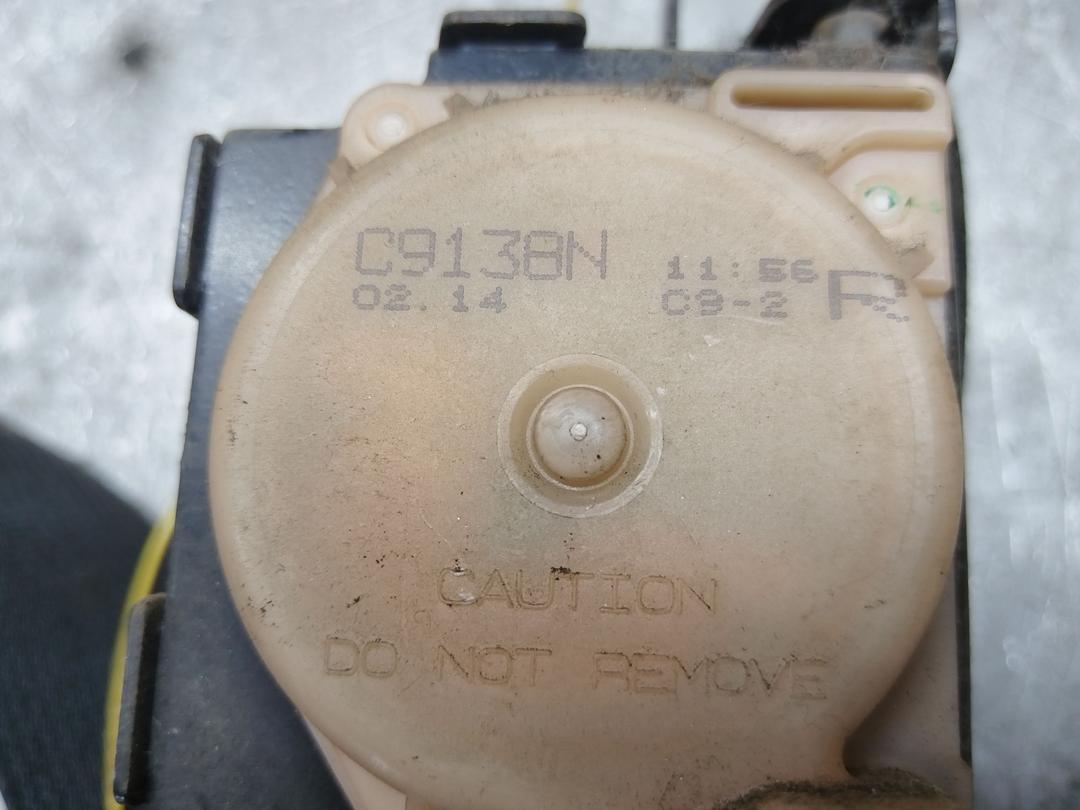 C9138N
02.14
11:56
C9-2
R
CAUTION
DO NOT REMOVE